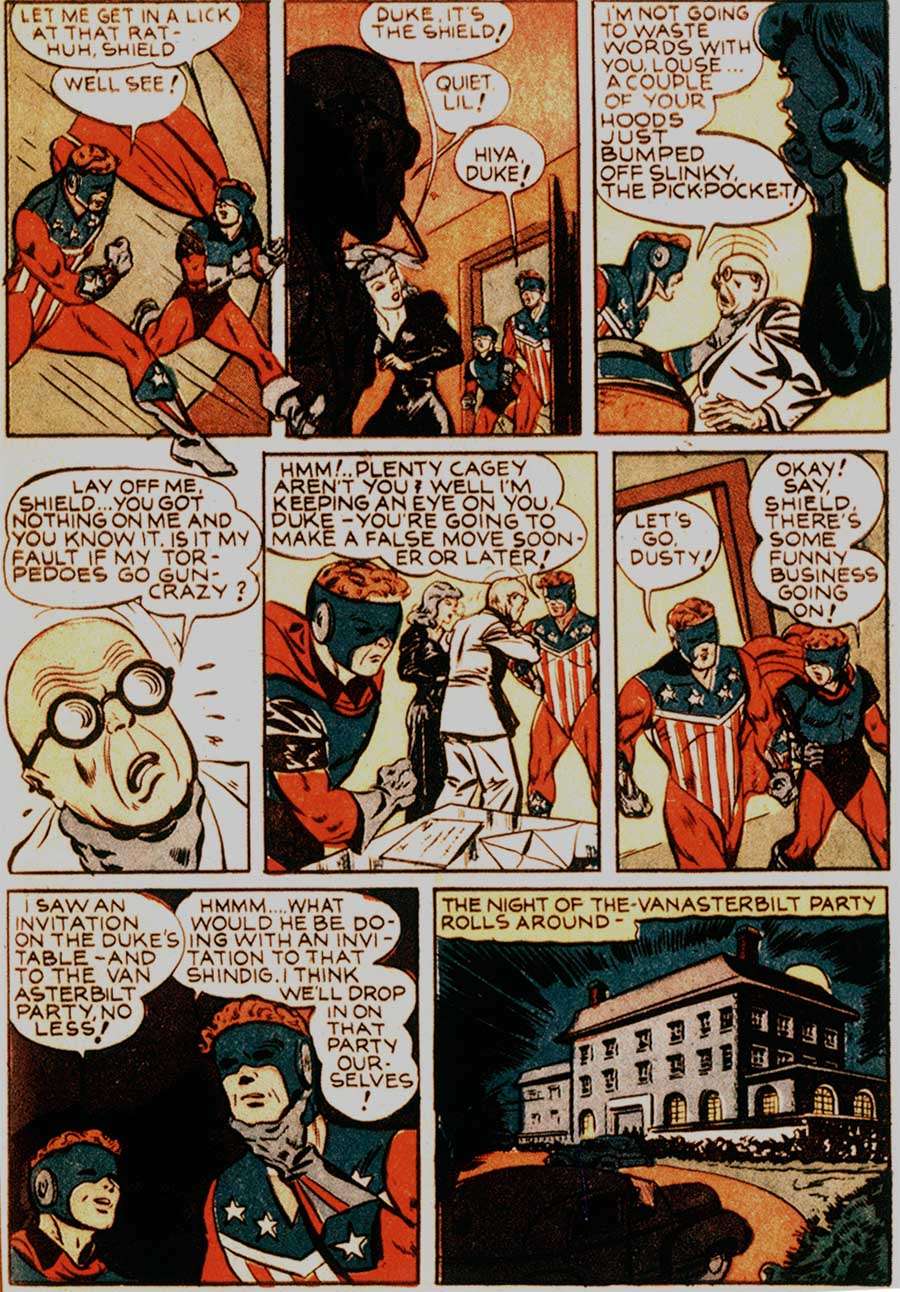 LET ME GET IN A LICK
AT THAT RAT-
HUH, SHIELD
WELL SEE!
DUKE, IT'S
THE SHIELD!
QUIET,
LIL!
HIYA,
DUKE!
I'M NOT GOING
TO WASTE
WORDS WITH
YOU, LOUSE...
A COUPLE
OF YOUR
HOODS
JUST
BUMPED
OFF SLINKY,
THE PICK-POCKET!
LAY OFF ME,
SHIELD...YOU GOT
NOTHING ON ME AND
YOU KNOW IT. IS IT MY
FAULT IF MY TOR-
PEDOES GO GUN-
CRAZY?
HMM!..PLENTY CAGEY
AREN'T YOU? WELL I'M
KEEPING AN EYE ON YOU,
DUKE - YOU'RE GOING TO
MAKE A FALSE MOVE SOON-
ER OR LATER!
LET'S
GO,
DUSTY!
OKAY!
SAY,
SHIELD,
THERE'S
SOME
FUNNY
BUSINESS
GOING
ON!
I SAW AN
INVITATION
ON THE DUKE'S
TABLE -AND
TO THE VAN
ASTERBILT
PARTY, NO
LESS!
HMMM....WHAT
WOULD HE BE DO-
ING WITH AN INVI-
TATION TO THAT
SHINDIG. I THINK
WE'LL DROP
IN ON
THAT
PARTY
OUR-
SELVES
!
THE NIGHT OF THE-VANASTERBILT PARTY
ROLLS AROUND-